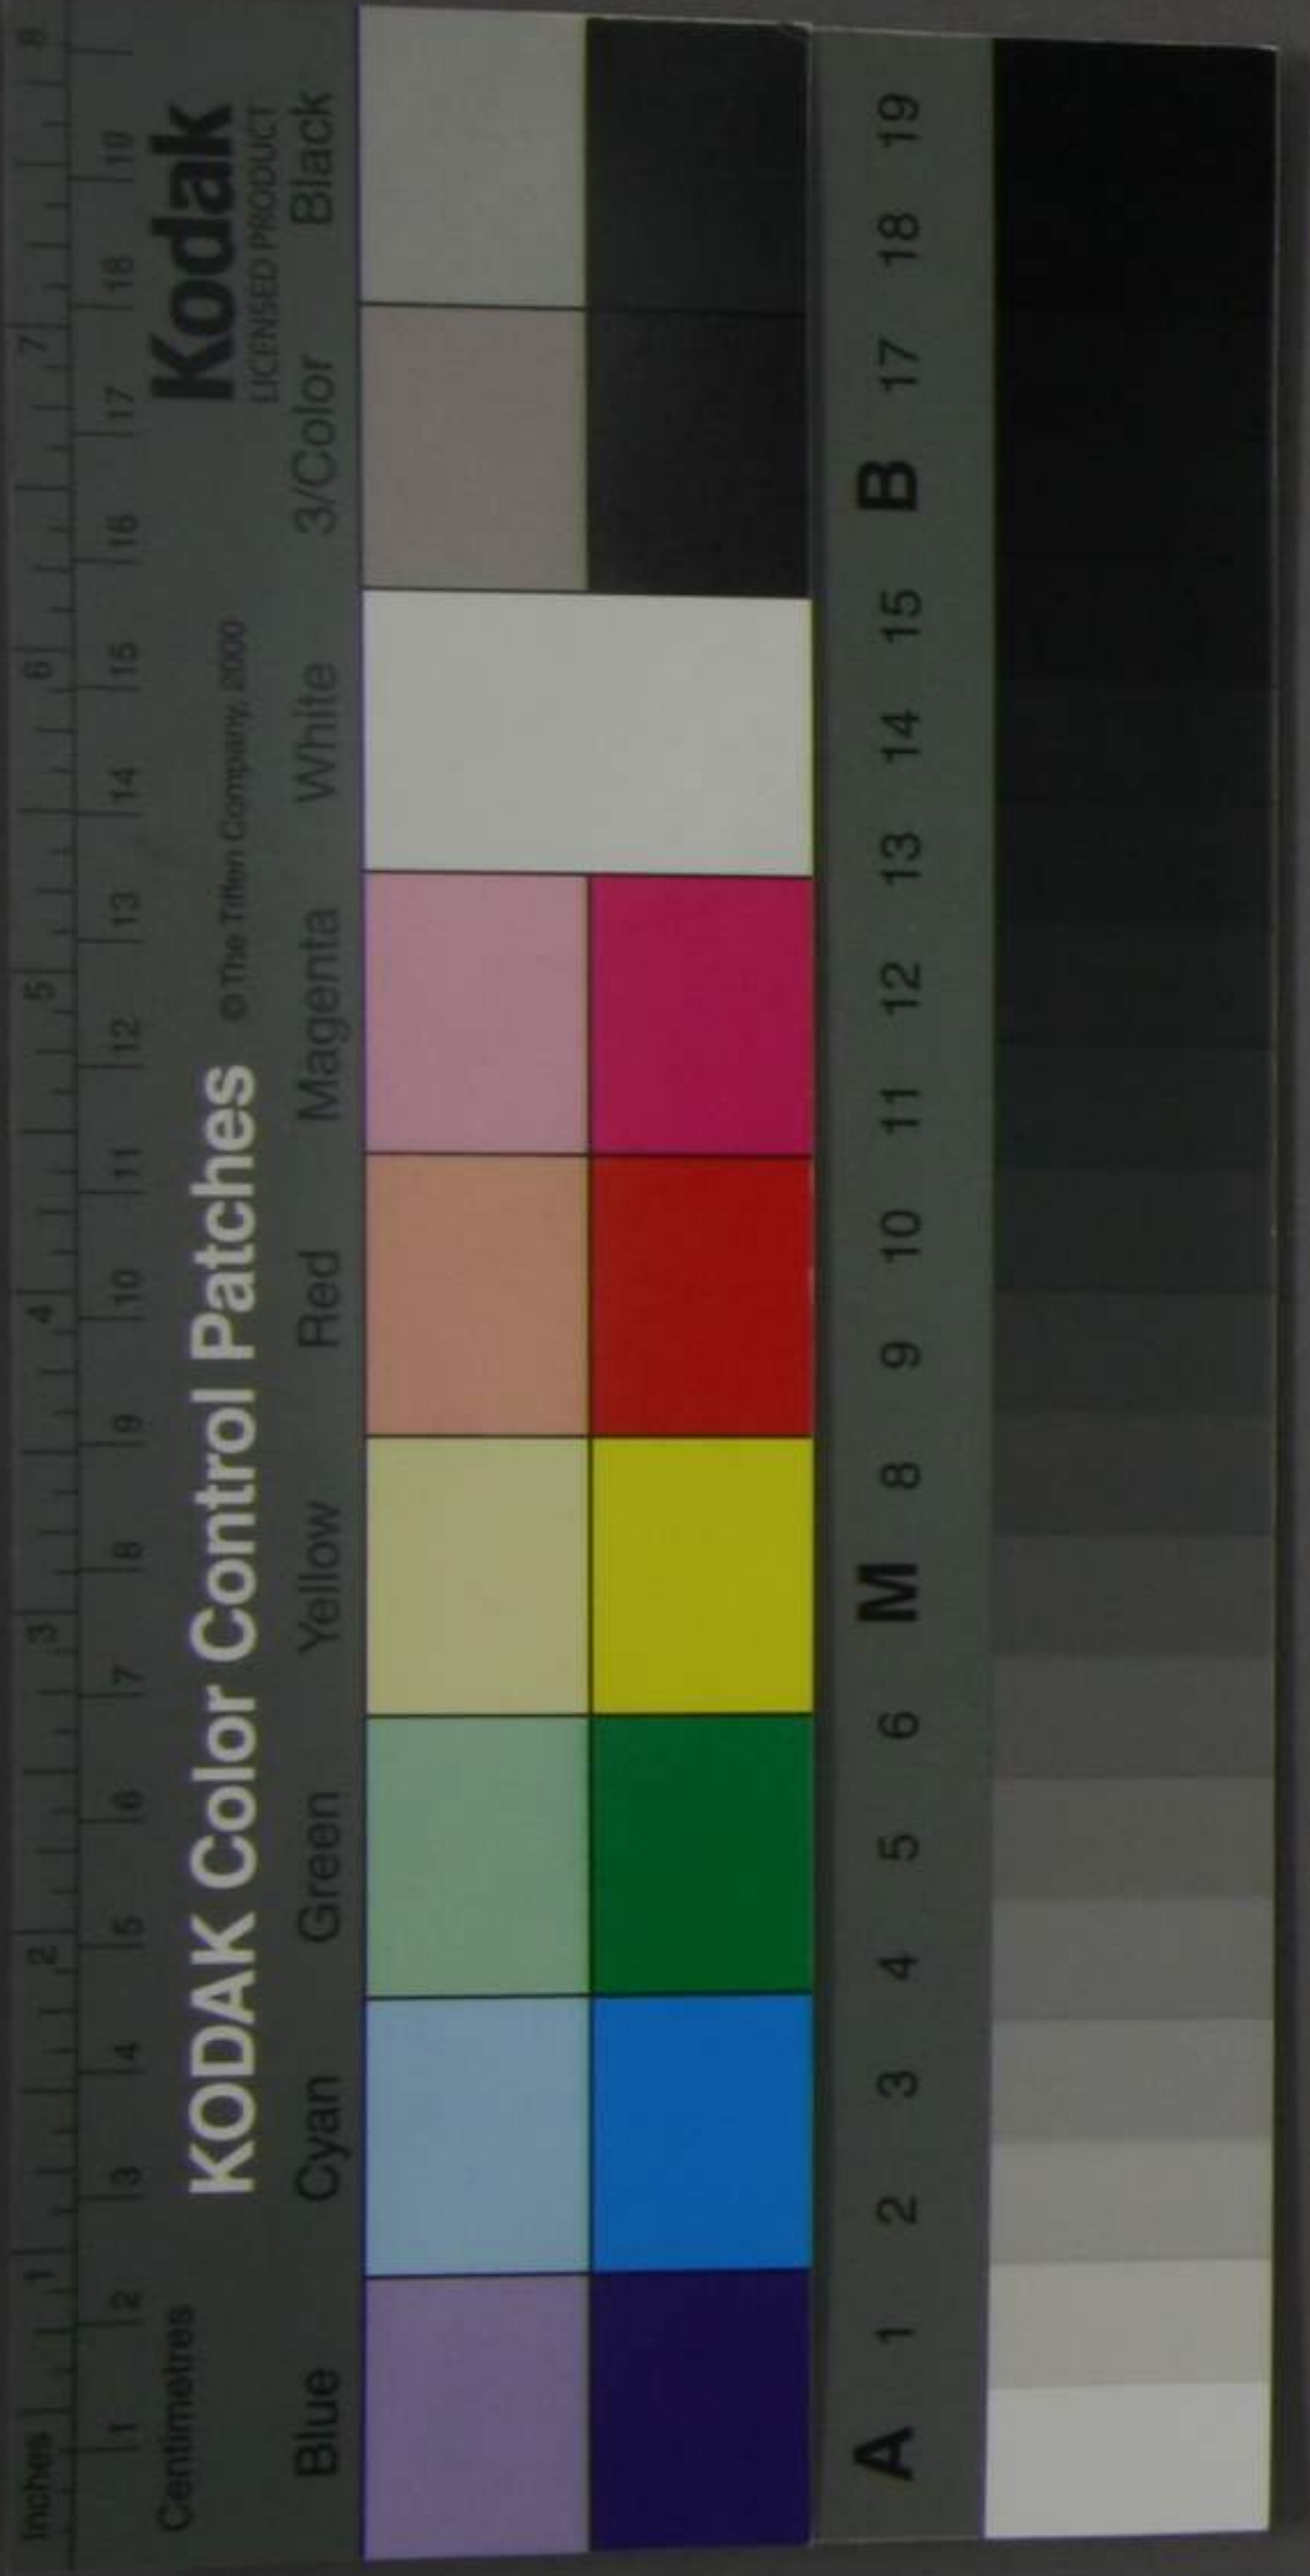 Inches 1 2 3 4 5 6 7 8
Centimetres 1 2 3 4 5 6 7 8 9 10 11 12 13 14 15 16 17 18 19
KODAK Color Control Patches © The Tiffen Company, 2000 Kodak
LICENSED PRODUCT
Blue Cyan Green Yellow Red Magenta White 3/Color Black
A 1 2 3 4 5 6 M 8 9 10 11 12 13 14 15 B 17 18 19